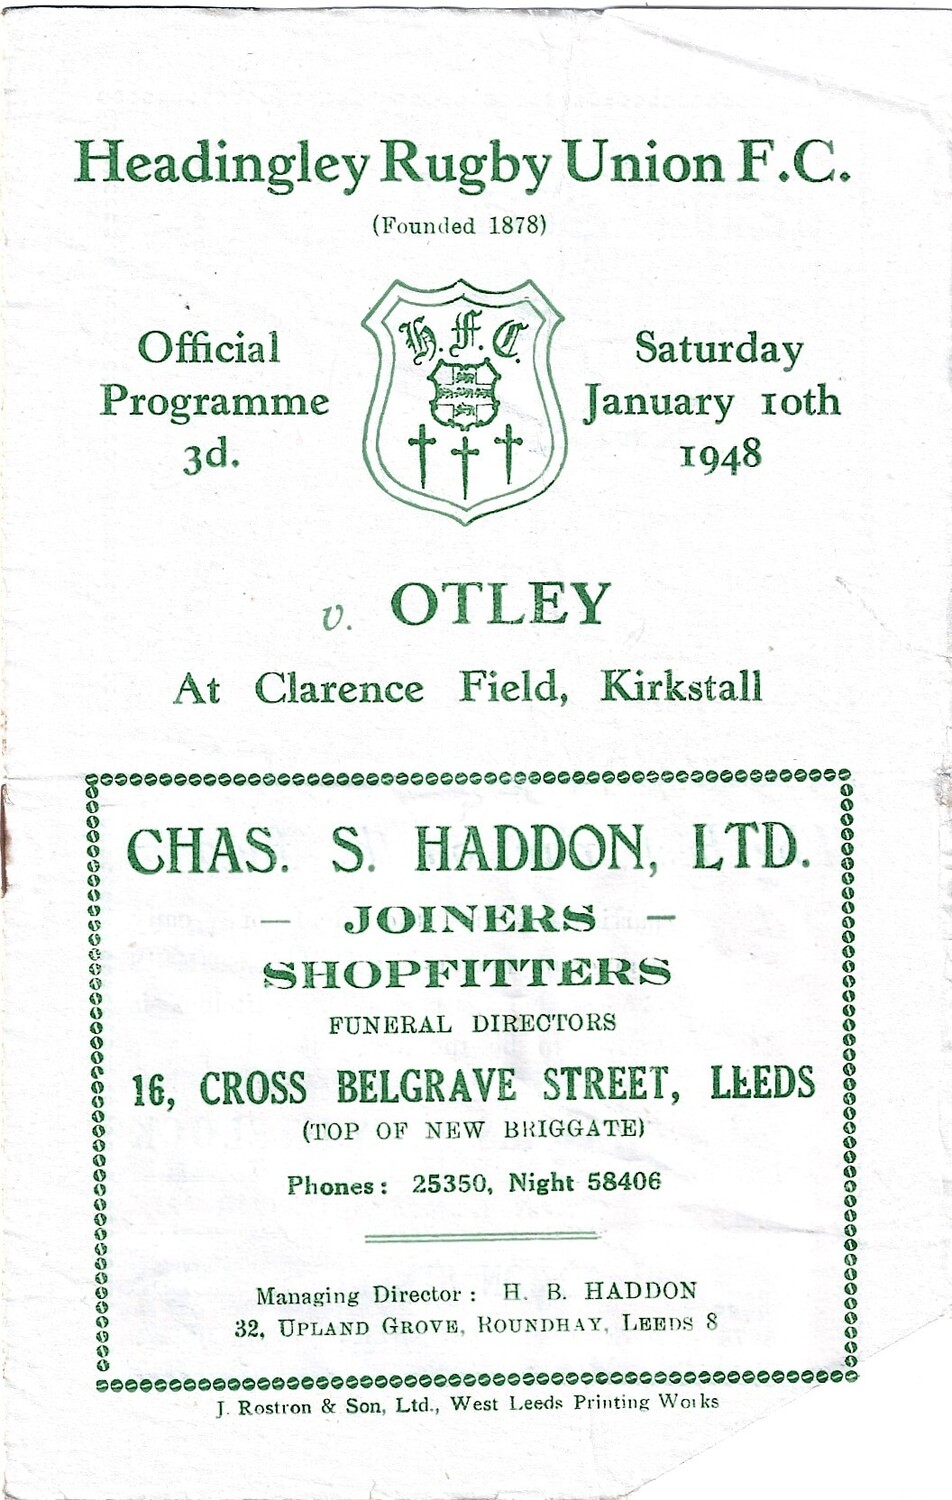 Headingley Rugby Union F.C.
(Founded 1878)
Official
Programme
3d.
H. F. C.
Saturday
January 10th
1948
v. OTLEY
At Clarence Field, Kirkstall
CHAS. S. HADDON, LTD.
— JOINERS —
SHOPFITTERS
FUNERAL DIRECTORS
16, CROSS BELGRAVE STREET, LEEDS
(TOP OF NEW BRIGGATE)
Phones: 25350, Night 58406
Managing Director: H. B. HADDON
32, UPLAND GROVE, ROUNDHAY, LEEDS 8
J. Rostron & Son, Ltd., West Leeds Printing Works